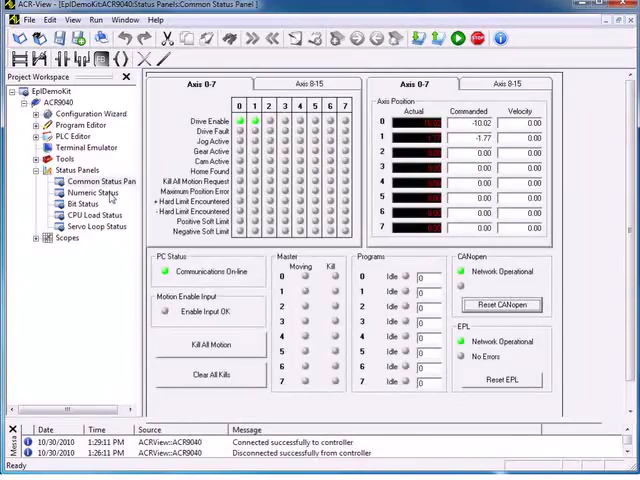 ACR-View - [EplDemoKit:ACR9040:Status Panels:Common Status Panel ]
File Edit View Run Window Help
Project Workspace
EplDemoKit
ACR9040
Configuration Wizard
Program Editor
PLC Editor
Terminal Emulator
Tools
Status Panels
Common Status Pan
Numeric Status
Bit Status
CPU Load Status
Servo Loop Status
Scopes
Axis 0-7 Axis 8-15
0 1 2 3 4 5 6 7
Drive Enable
Drive Fault
Jog Active
Gear Active
Cam Active
Home Found
Kill All Motion Request
Maximum Position Error
+ Hard Limit Encountered
- Hard Limit Encountered
Positive Soft Limit
Negative Soft Limit
Axis 0-7 Axis 8-15
Axis Position
Actual Commanded Velocity
0 -10.02 0.00
1 -1.77 0.00
2 0.00 0.00
3 0.00 0.00
4 0.00 0.00
5 0.00 0.00
6 0.00 0.00
7 0.00 0.00
PC Status
Communications On-line
Motion Enable Input
Enable Input OK
Kill All Motion
Clear All Kills
Master
Moving Kill
0
1
2
3
4
5
6
7
Programs
0 Idle 0
1 Idle 0
2 Idle 0
3 Idle 0
4 Idle 0
5 Idle 0
6 Idle 0
7 Idle 0
CANopen
Network Operational
Reset CANopen
EPL
Network Operational
No Errors
Reset EPL
Messa
Date Time Source Message
10/30/2010 1:29:11 PM ACRView::ACR9040 Connected successfully to controller
10/30/2010 1:26:11 PM ACRView::ACR9040 Disconnected successfully from controller
Ready